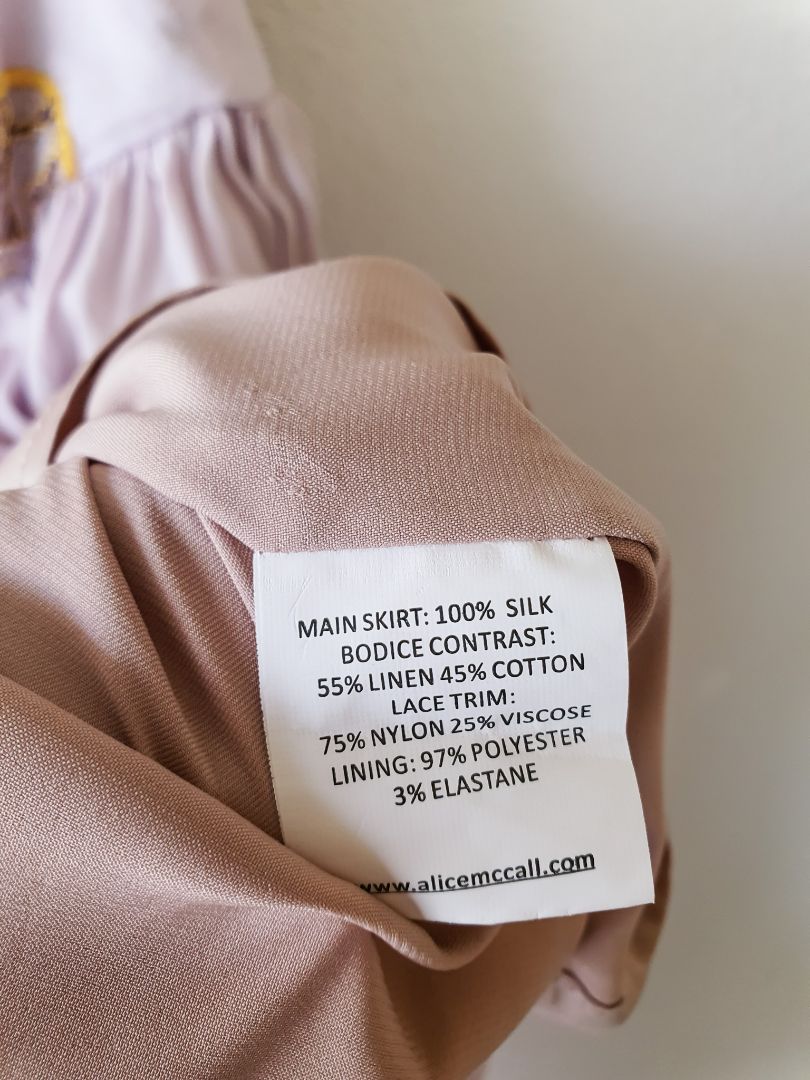 MAIN SKIRT: 100% SILK
BODICE CONTRAST:
55% LINEN 45% COTTON
LACE TRIM:
75% NYLON 25% VISCOSE
LINING: 97% POLYESTER
3% ELASTANE
www.alicemccall.com